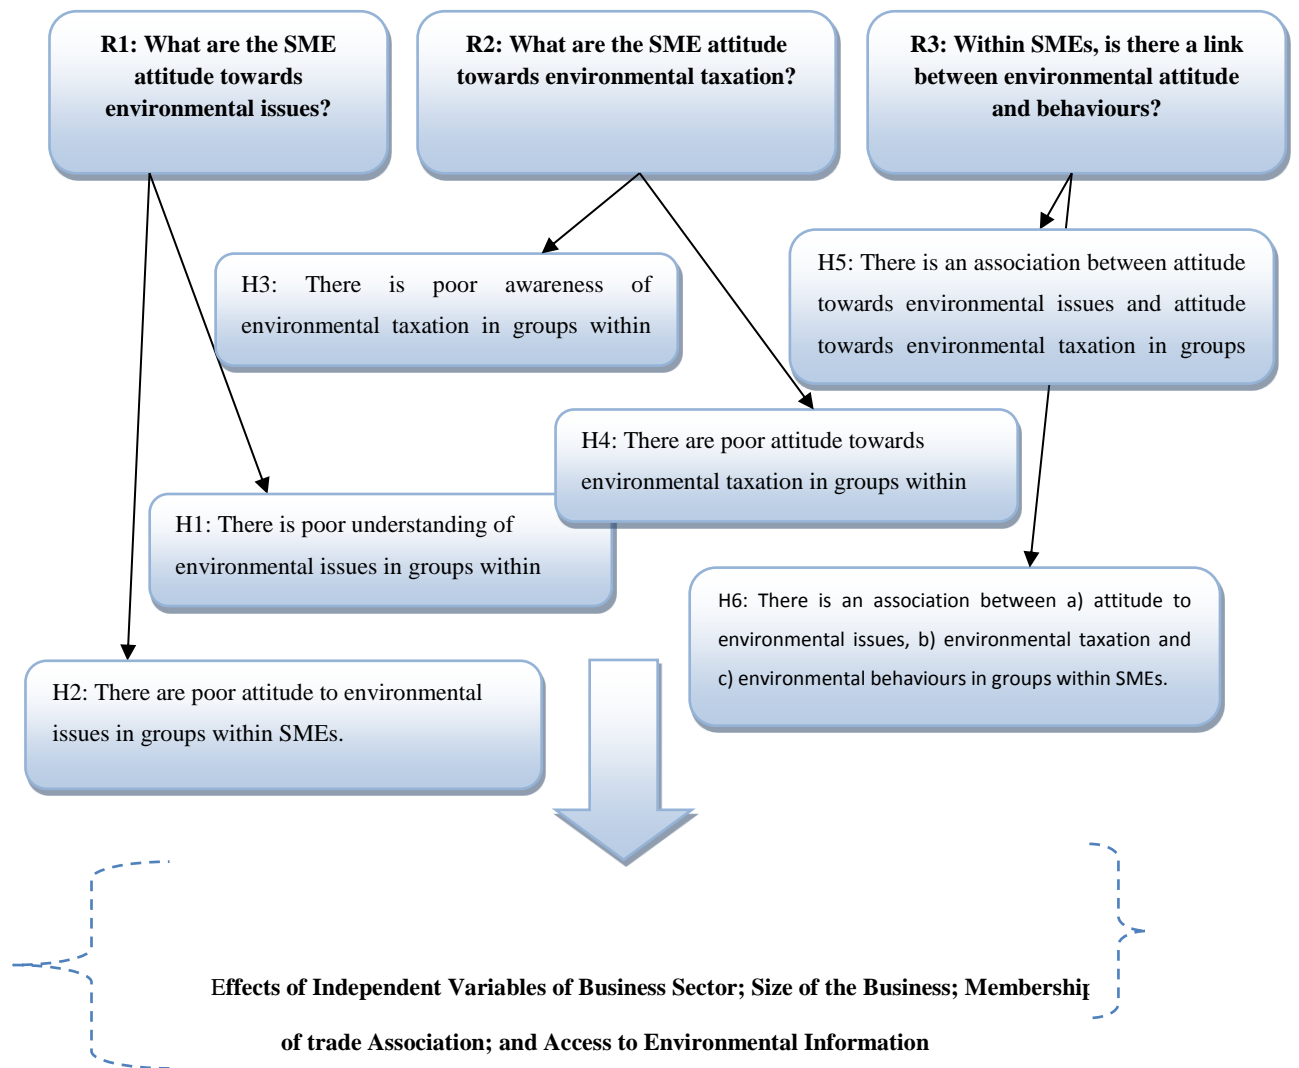 R1: What are the SME
attitude towards
environmental issues?
R2: What are the SME attitude
towards environmental taxation?
R3: Within SMEs, is there a link
between environmental attitude
and behaviours?
H3: There is poor awareness of
environmental taxation in groups within
H5: There is an association between attitude
towards environmental issues and attitude
towards environmental taxation in groups
H4: There are poor attitude towards
environmental taxation in groups within
H1: There is poor understanding of
environmental issues in groups within
H6: There is an association between a) attitude to
environmental issues, b) environmental taxation and
c) environmental behaviours in groups within SMEs.
H2: There are poor attitude to environmental
issues in groups within SMEs.
Effects of Independent Variables of Business Sector; Size of the Business; Membership
of trade Association; and Access to Environmental Information